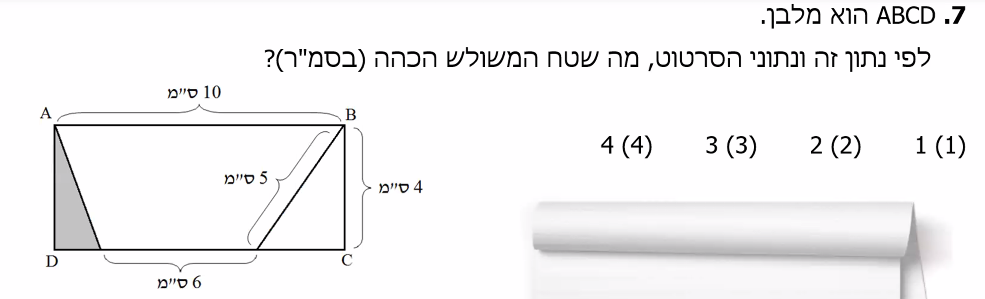 7. ABCD הוא מלבן.
לפי נתון זה ונתוני הסרטוט, מה שטח המשולש הכהה (בסמ"ר)?
(1) 1 (2) 2 (3) 3 (4) 4
10 ס"מ
A B
5 ס"מ
4 ס"מ
D C
6 ס"מ